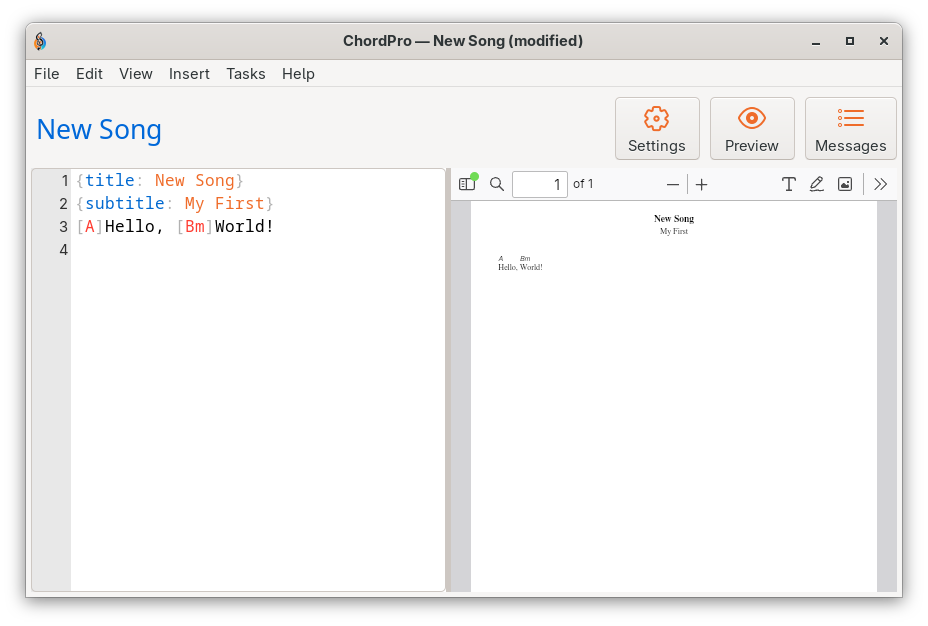 ChordPro — New Song (modified)
File Edit View Insert Tasks Help
New Song
Settings Preview Messages
1 {title: New Song}
2 {subtitle: My First}
3 [A]Hello, [Bm]World!
4
1 of 1
New Song
My First
A Bm
Hello, World!